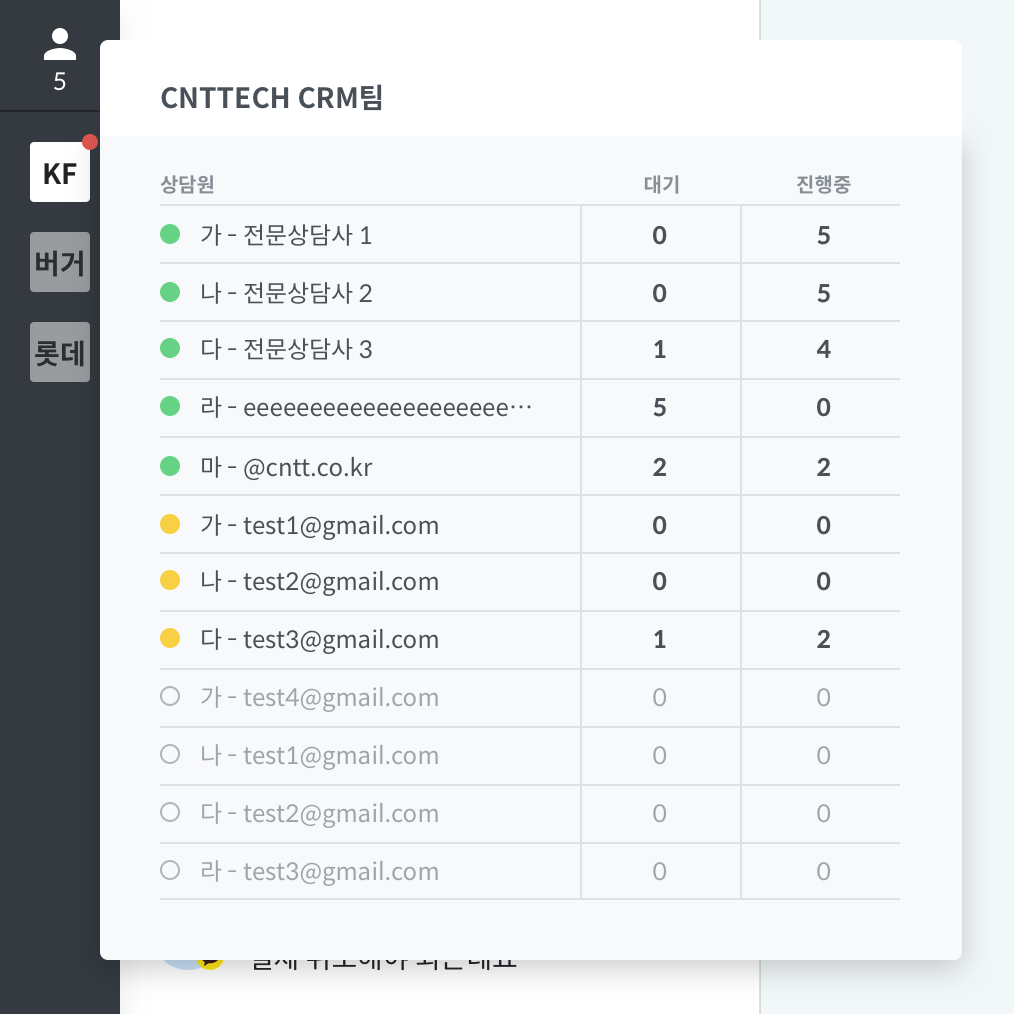 5
KF
버거
롯데
CNTTECH CRM팀
상담원 대기 진행중
가 - 전문상담사 1 0 5
나 - 전문상담사 2 0 5
다 - 전문상담사 3 1 4
라 - eeeeeeeeeeeeeeeeeeee… 5 0
마 - @cntt.co.kr 2 2
가 - test1@gmail.com 0 0
나 - test2@gmail.com 0 0
다 - test3@gmail.com 1 2
가 - test4@gmail.com 0 0
나 - test1@gmail.com 0 0
다 - test2@gmail.com 0 0
라 - test3@gmail.com 0 0